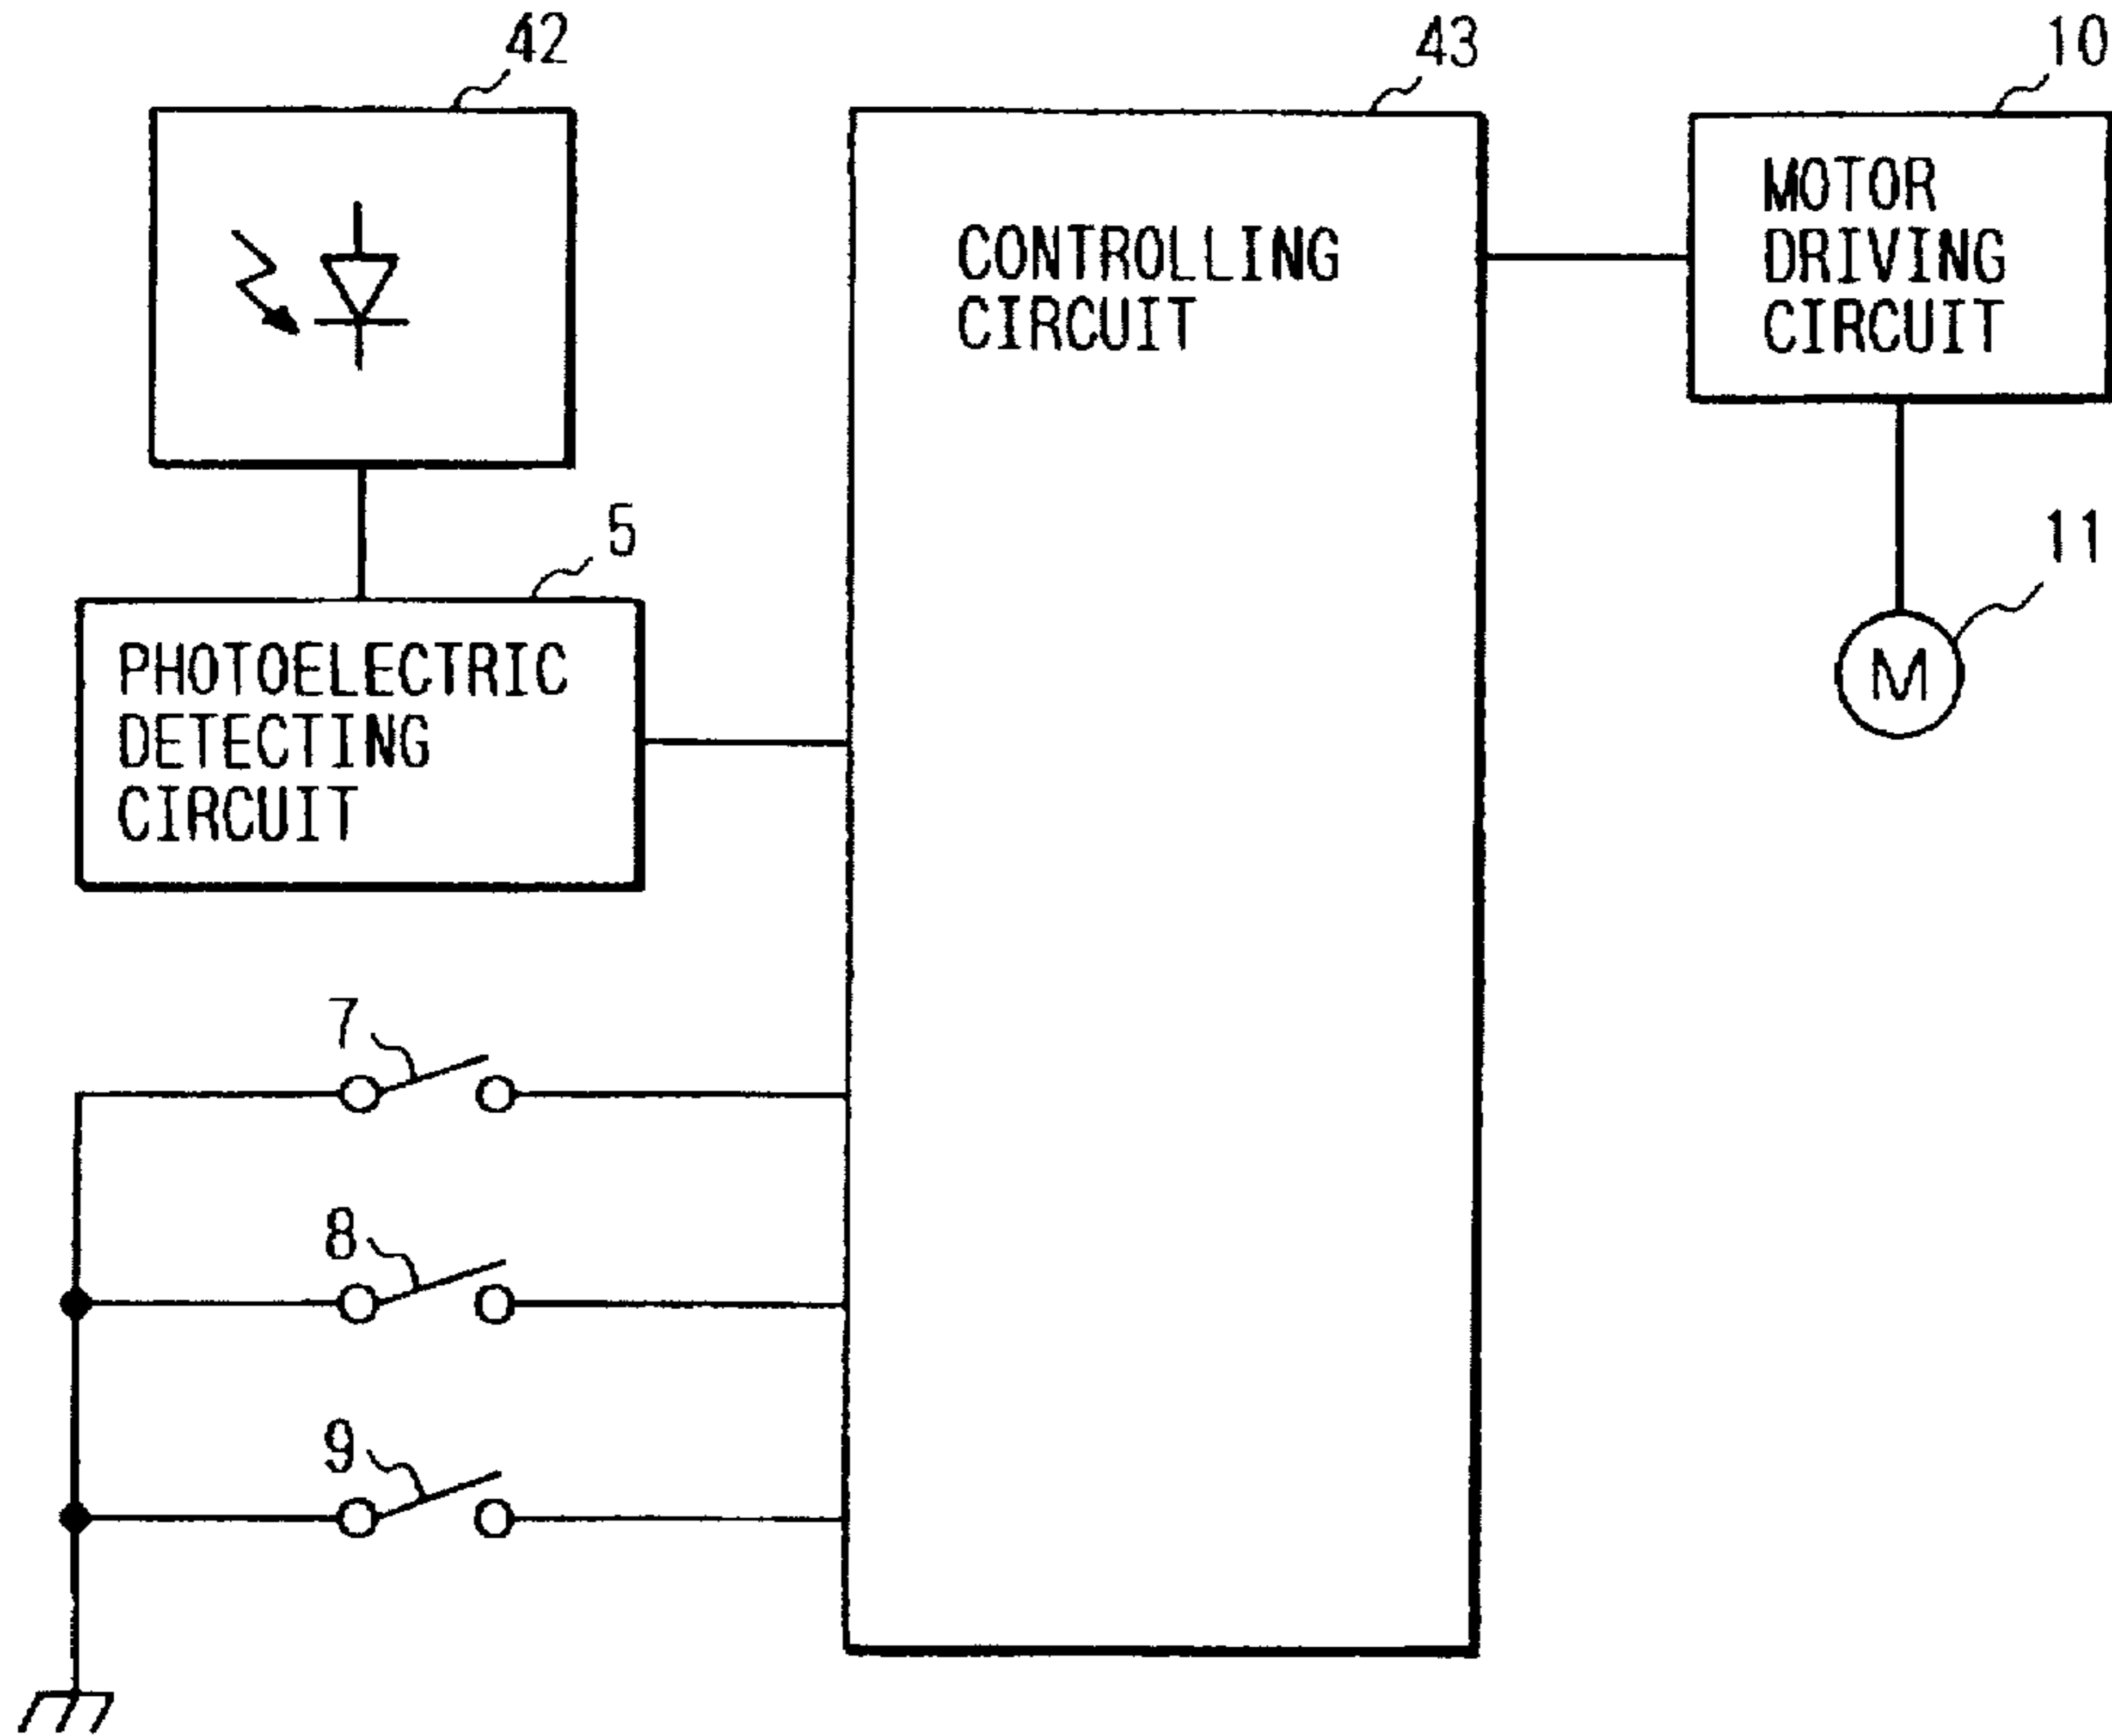 42
43
10
CONTROLLING
CIRCUIT
MOTOR
DRIVING
CIRCUIT
5
11
PHOTOELECTRIC
DETECTING
CIRCUIT
M
7
8
9